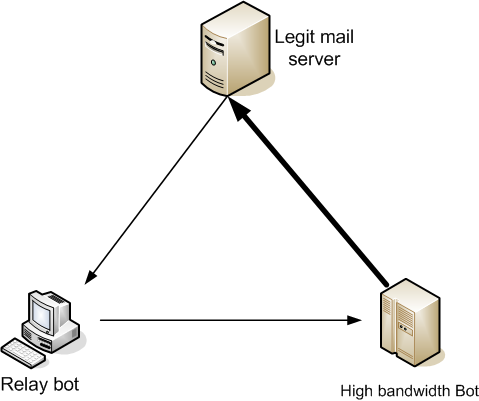 Legit mail
server
Relay bot
High bandwidth Bot